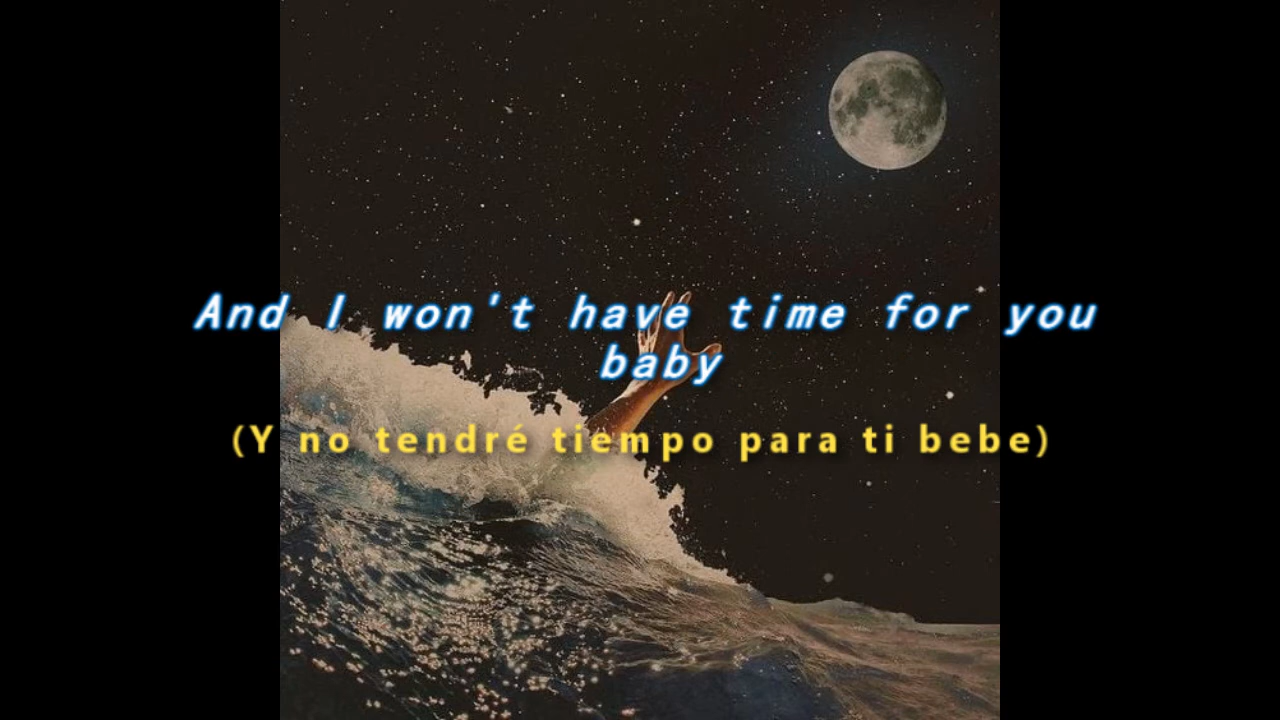 And I won't have time for you
baby
(Y no tendré tiempo para ti bebe)